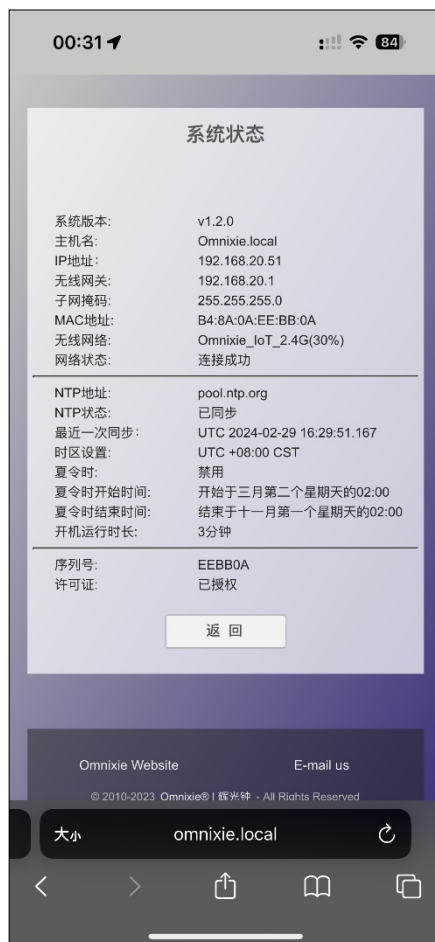 00:31
84
系统状态
系统版本: v1.2.0
主机名: Omnixie.local
IP地址: 192.168.20.51
无线网关: 192.168.20.1
子网掩码: 255.255.255.0
MAC地址: B4:8A:0A:EE:BB:0A
无线网络: Omnixie_IoT_2.4G(30%)
网络状态: 连接成功
NTP地址: pool.ntp.org
NTP状态: 已同步
最近一次同步: UTC 2024-02-29 16:29:51.167
时区设置: UTC +08:00 CST
夏令时: 禁用
夏令时开始时间: 开始于三月第二个星期天的02:00
夏令时结束时间: 结束于十一月第一个星期天的02:00
开机运行时长: 3分钟
序列号: EEBB0A
许可证: 已授权
返 回
Omnixie Website E-mail us
© 2010-2023 Omnixie® | 辉光钟 - All Rights Reserved
大小 omnixie.local